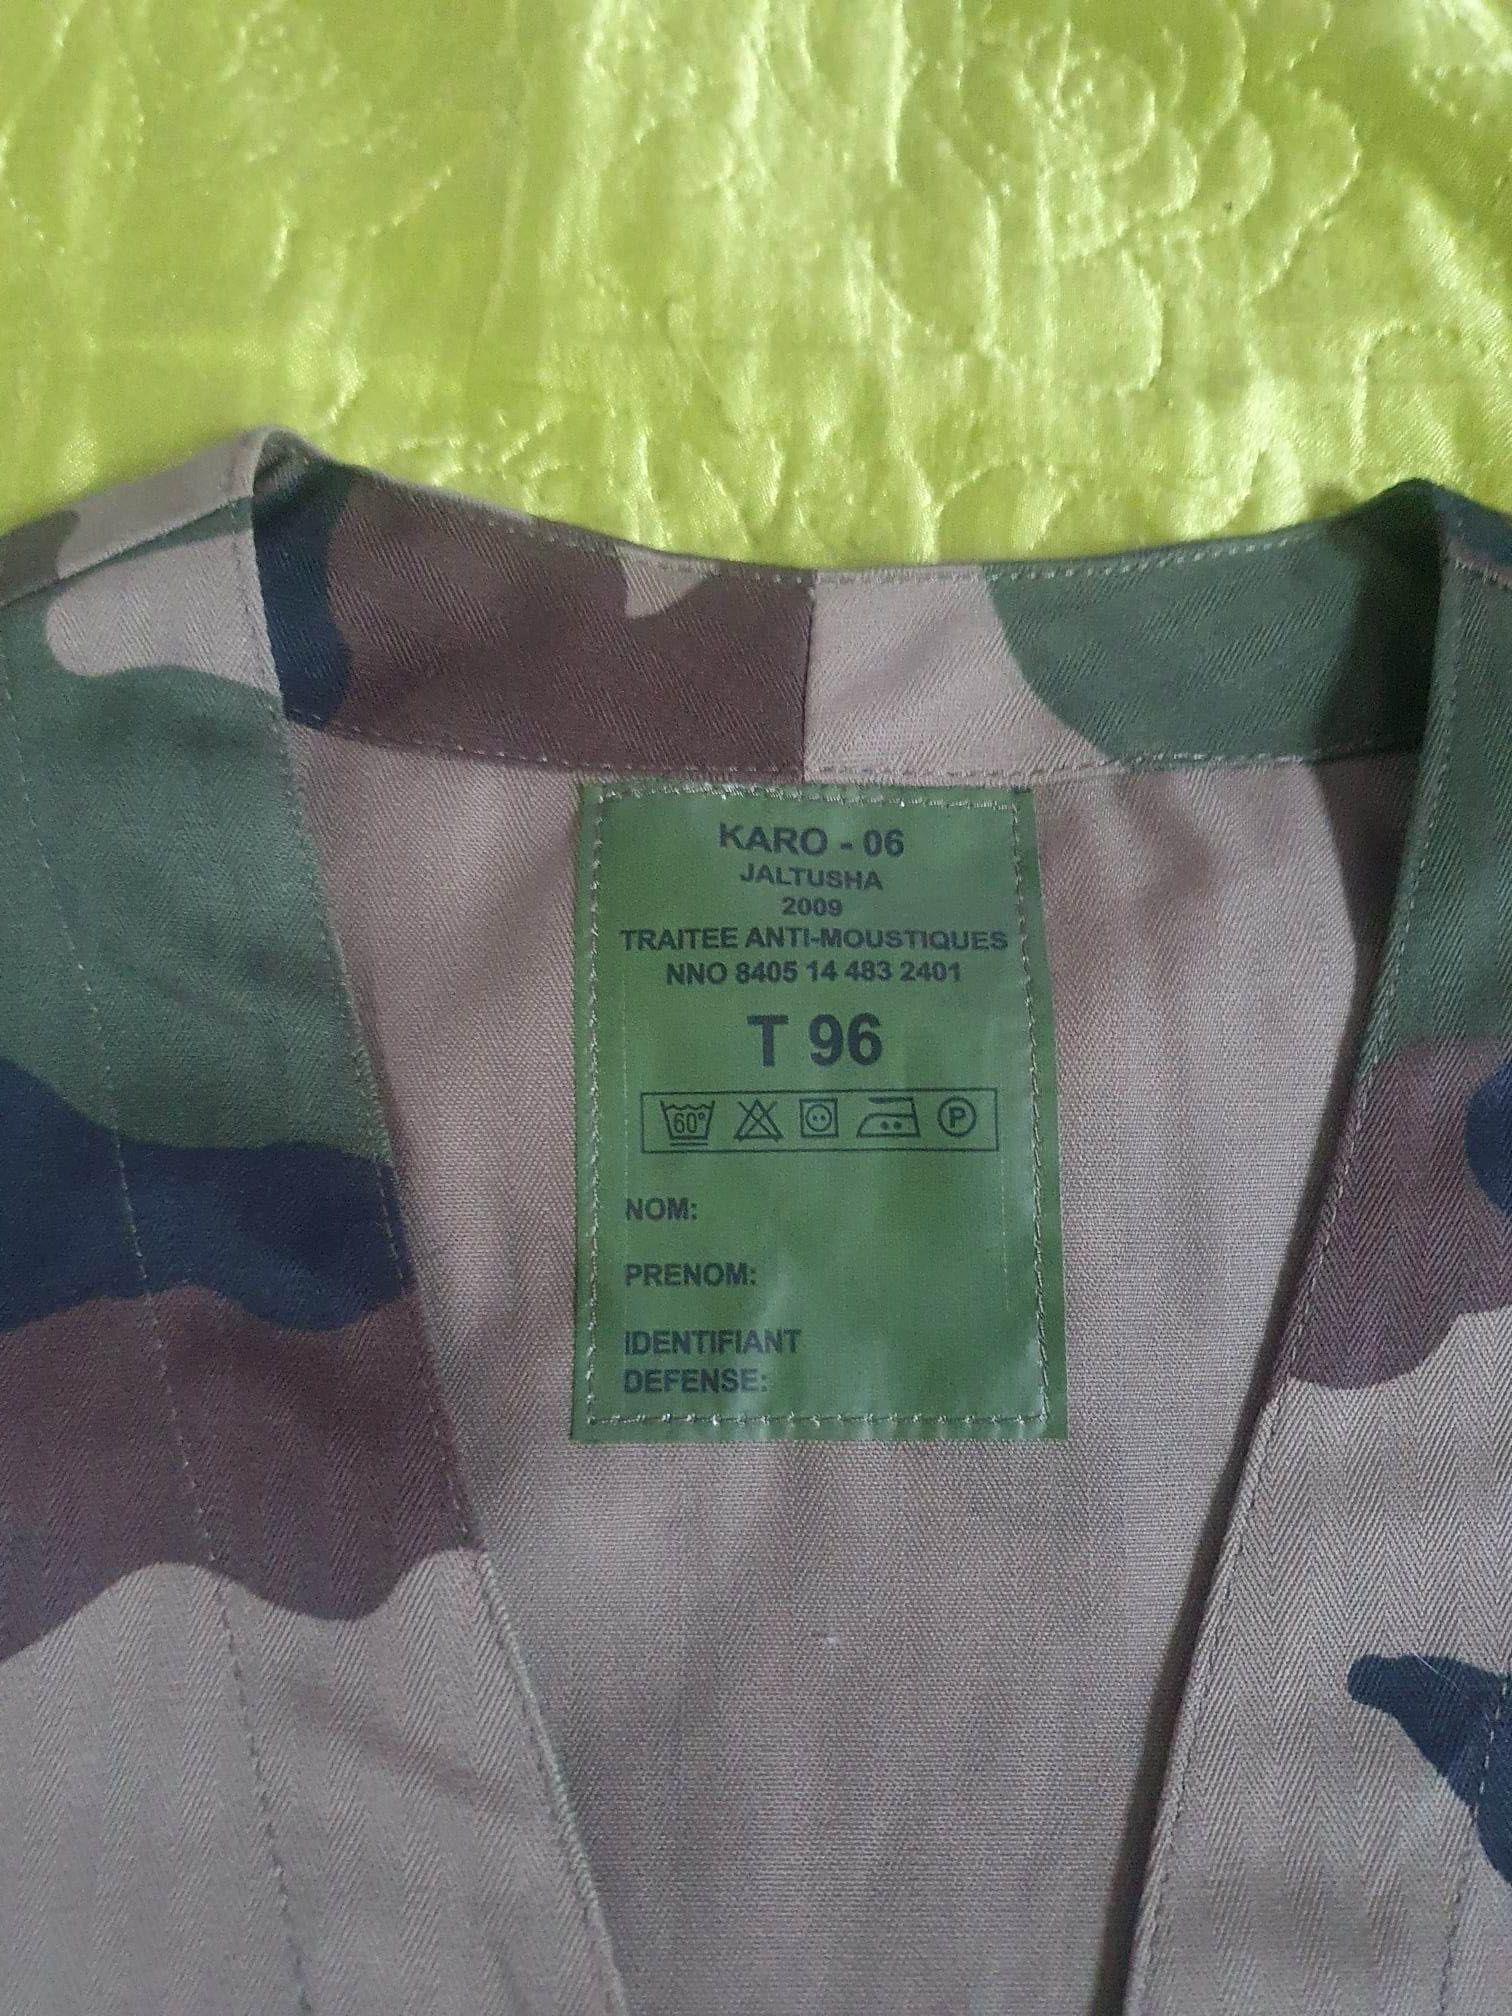 KARO - 06
JALTUSHA
2009
TRAITEE ANTI-MOUSTIQUES
NNO 8405 14 483 2401
T 96
60° P
NOM:
PRENOM:
IDENTIFIANT
DEFENSE: